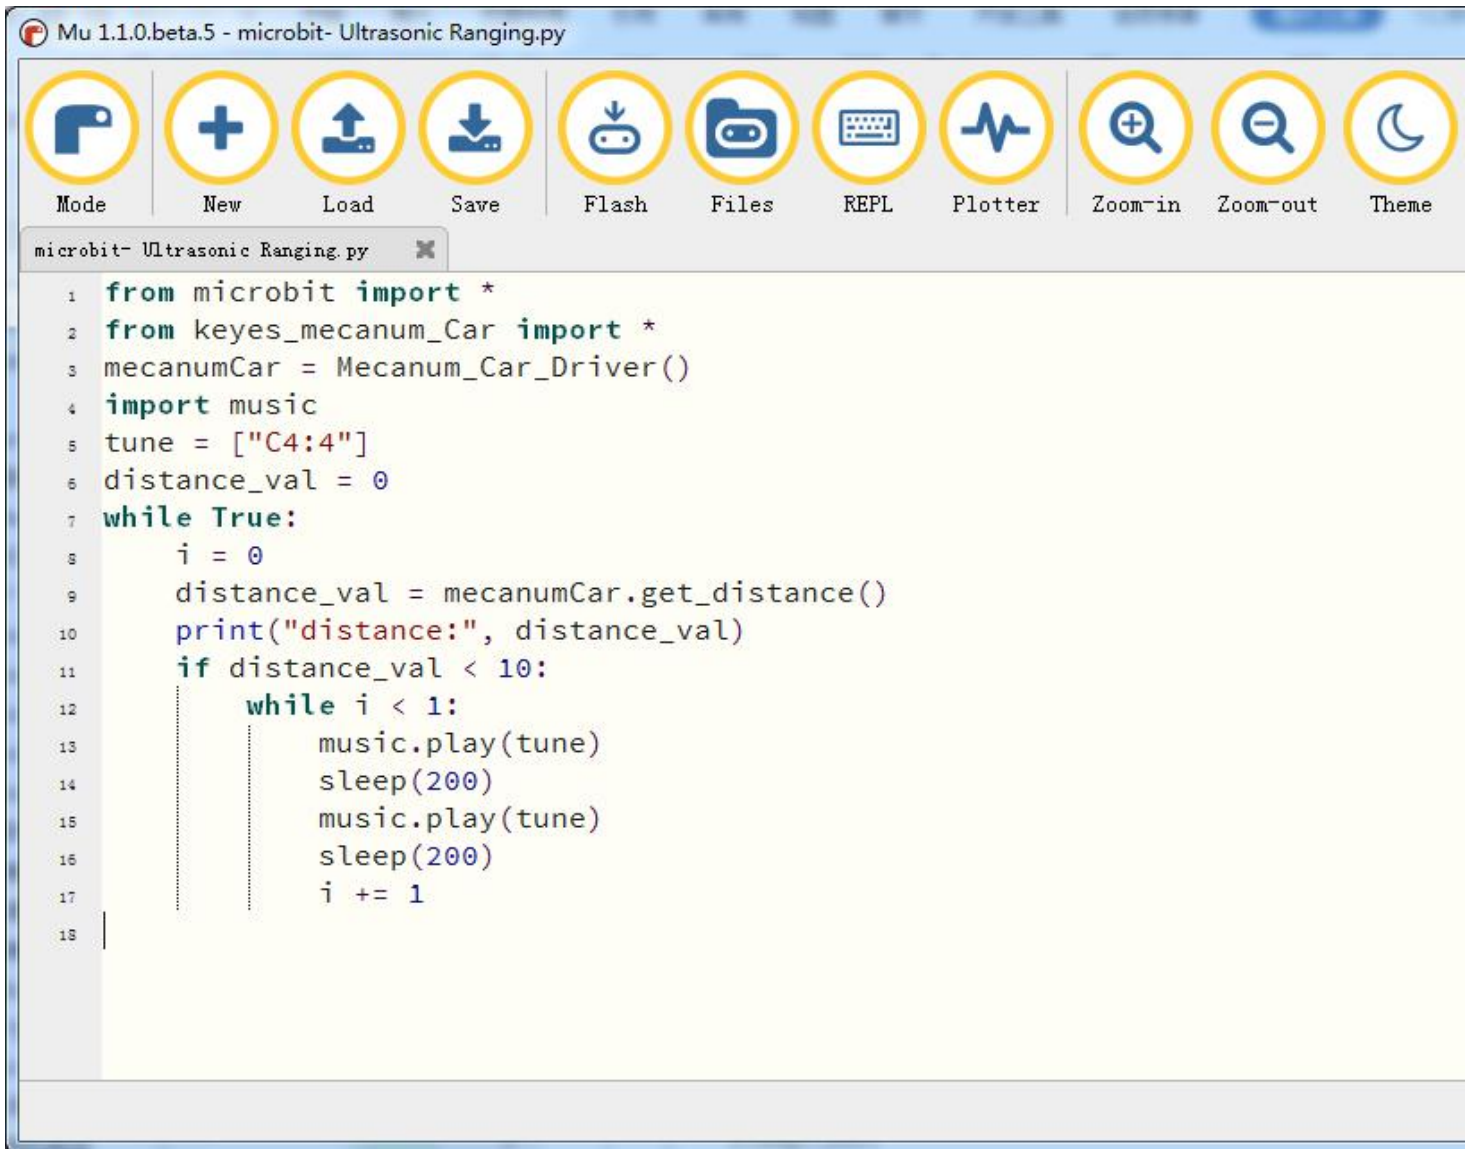 Mu 1.1.0.beta.5 - microbit- Ultrasonic Ranging.py
Mode New Load Save Flash Files REPL Plotter Zoom-in Zoom-out Theme
microbit- Ultrasonic Ranging.py
1 from microbit import *
2 from keyes_mecanum_Car import *
3 mecanumCar = Mecanum_Car_Driver()
4 import music
5 tune = ["C4:4"]
6 distance_val = 0
7 while True:
8     i = 0
9     distance_val = mecanumCar.get_distance()
10     print("distance:", distance_val)
11     if distance_val < 10:
12         while i < 1:
13             music.play(tune)
14             sleep(200)
15             music.play(tune)
16             sleep(200)
17             i += 1
18